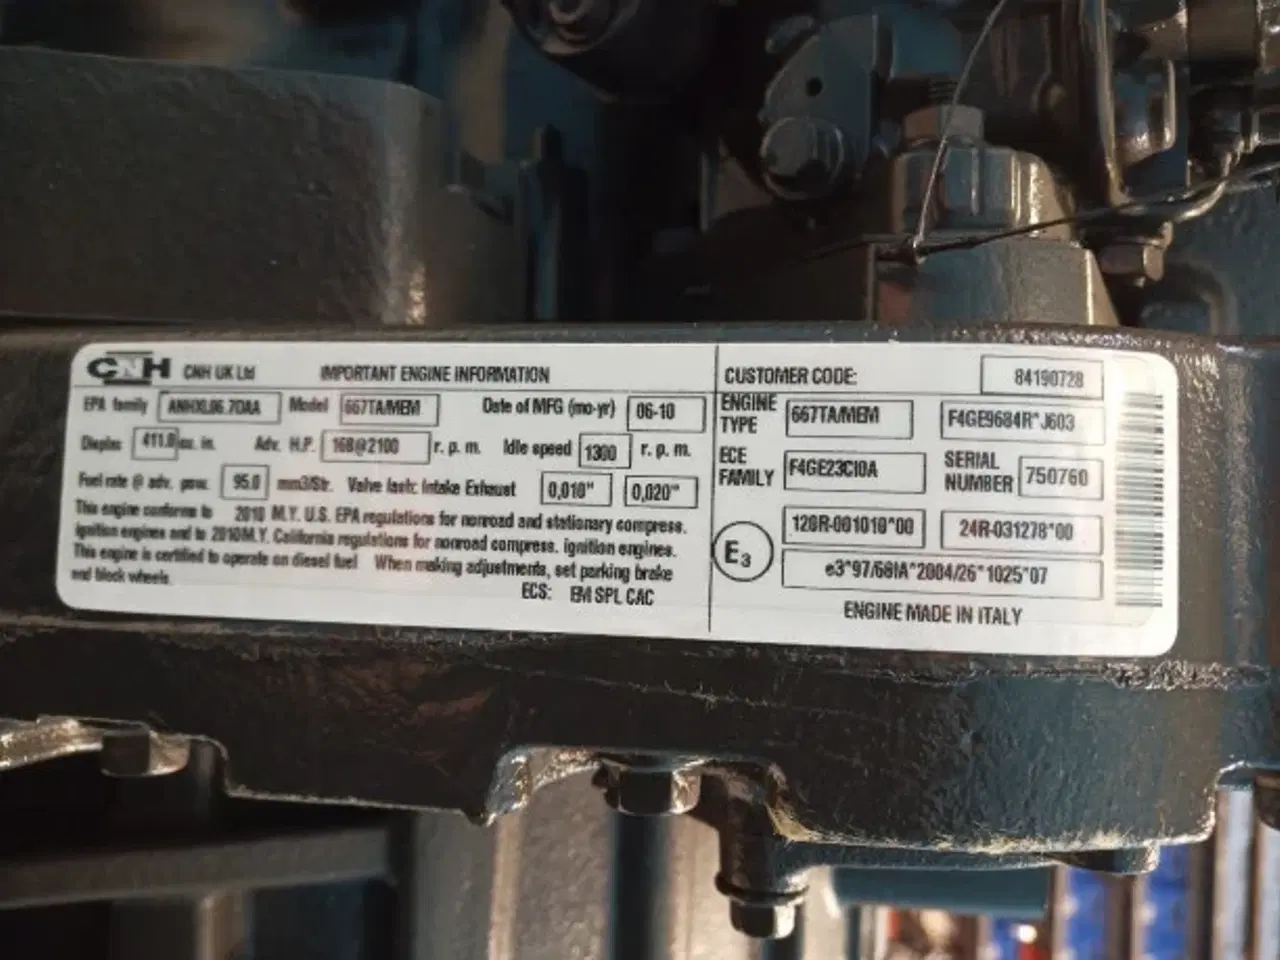 CNH CNH UK Ltd IMPORTANT ENGINE INFORMATION
EPA family ANHXL06.7DAA Model 667TA/MEM Date of MFG (mo-yr) 06-10
Displac 411.0 cu. in. Adv. H.P. 168@2100 r. p. m. Idle speed 1300 r. p. m.
Fuel rate @ adv. pow. 95.0 mm3/Str. Valve lash: Intake Exhaust 0,010" 0,020"
This engine conforms to 2010 M.Y. U.S. EPA regulations for nonroad and stationary compress.
ignition engines and to 2010M.Y. California regulations for nonroad compress. ignition engines.
This engine is certified to operate on diesel fuel When making adjustments, set parking brake
and block wheels.
ECS: EM SPL CAC
CUSTOMER CODE: 84190728
ENGINE TYPE 667TA/MEM F4GE9684R*J603
ECE FAMILY F4GE23CI0A SERIAL NUMBER 750760
E3 120R-001010*00 24R-031278*00
e3*97/68IA*2004/26*1025*07
ENGINE MADE IN ITALY